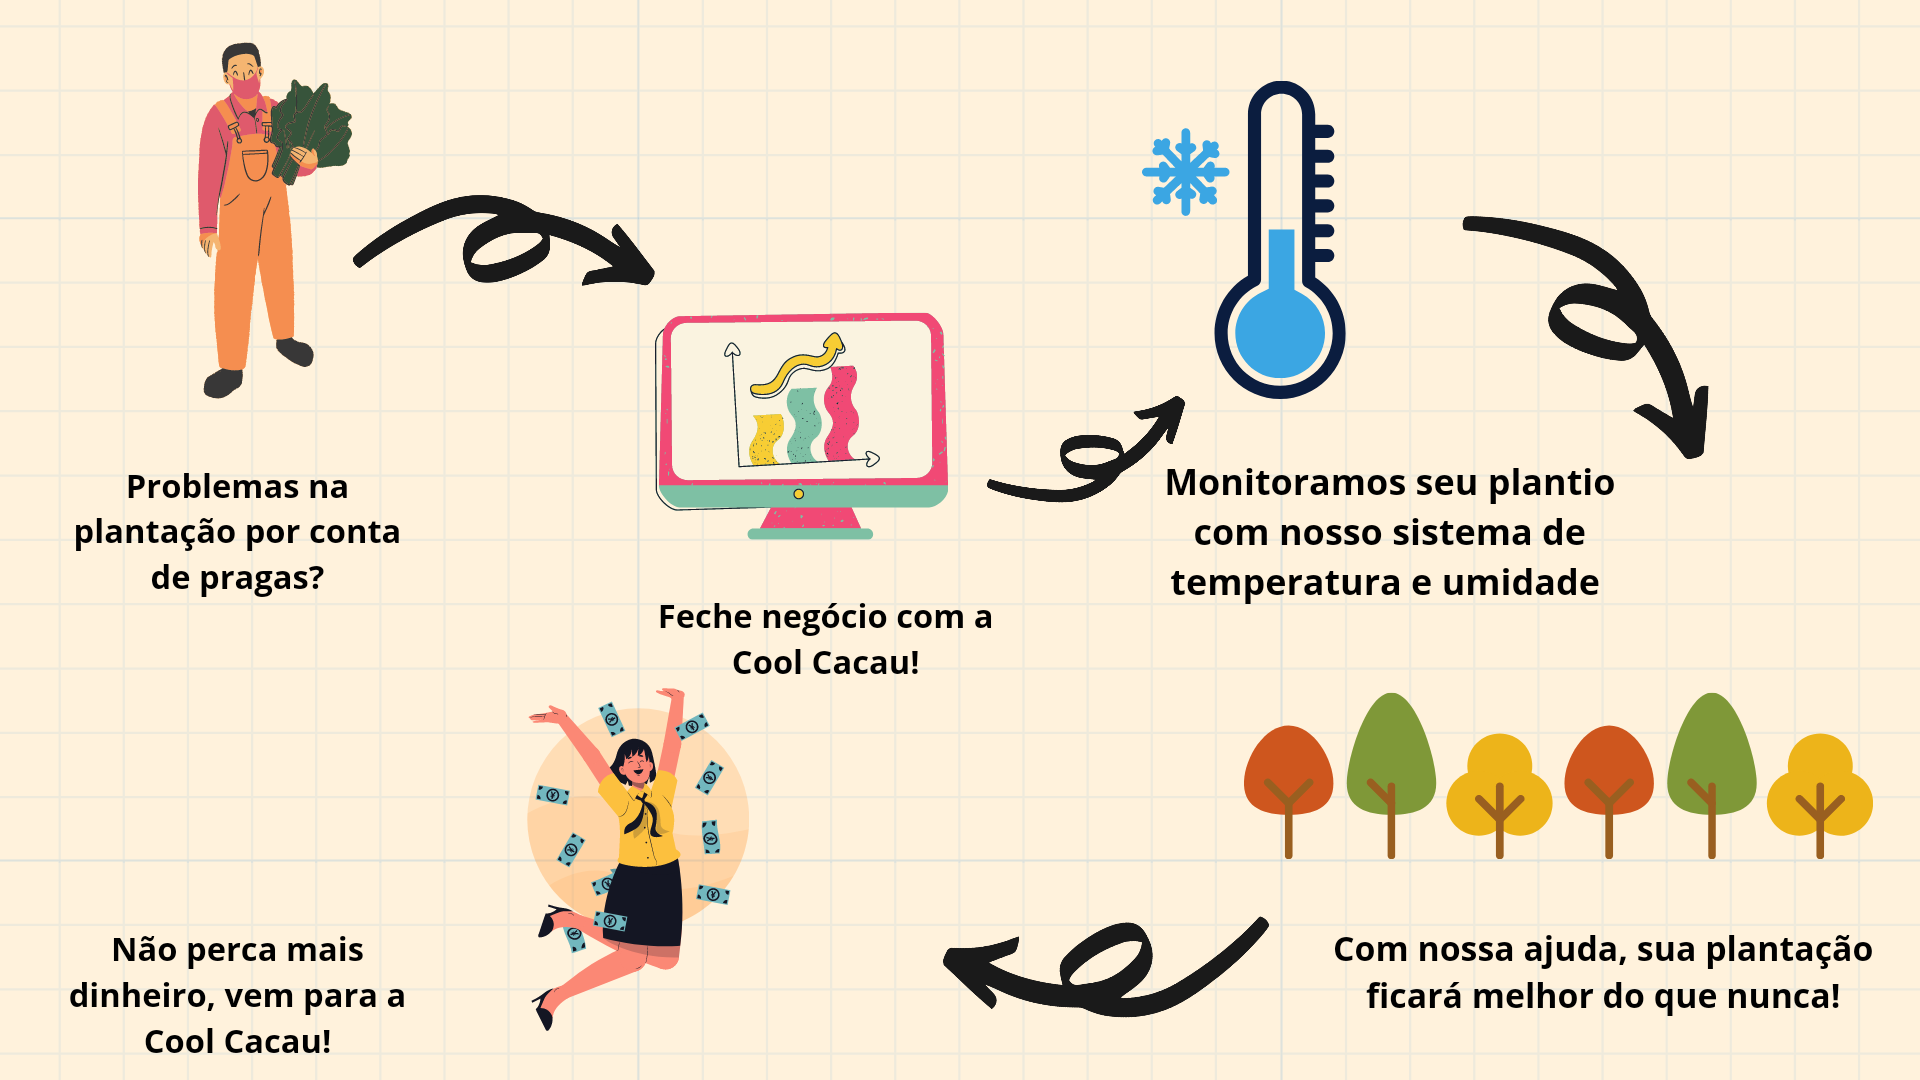 Problemas na
plantação por conta
de pragas?
Feche negócio com a
Cool Cacau!
Monitoramos seu plantio
com nosso sistema de
temperatura e umidade
Com nossa ajuda, sua plantação
ficará melhor do que nunca!
Não perca mais
dinheiro, vem para a
Cool Cacau!